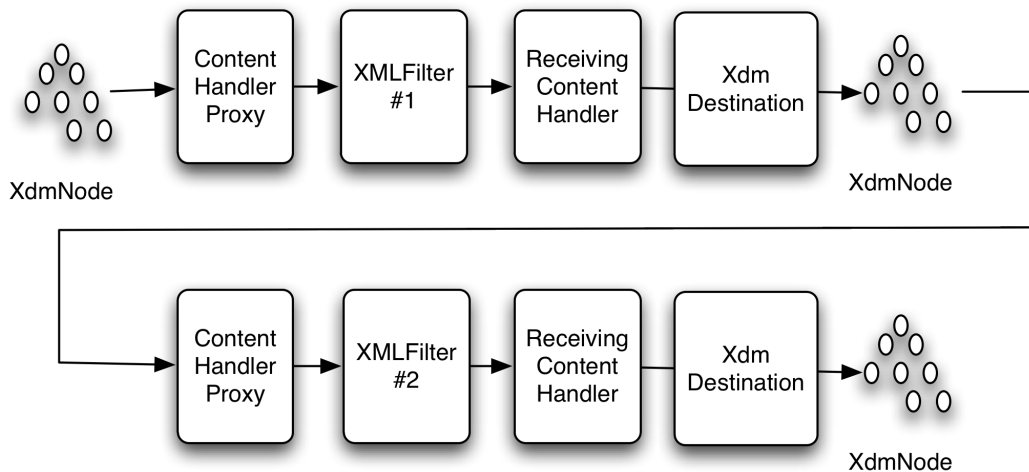 Content
Handler
Proxy
XMLFilter
#1
Receiving
Content
Handler
Xdm
Destination
XdmNode
XdmNode
Content
Handler
Proxy
XMLFilter
#2
Receiving
Content
Handler
Xdm
Destination
XdmNode